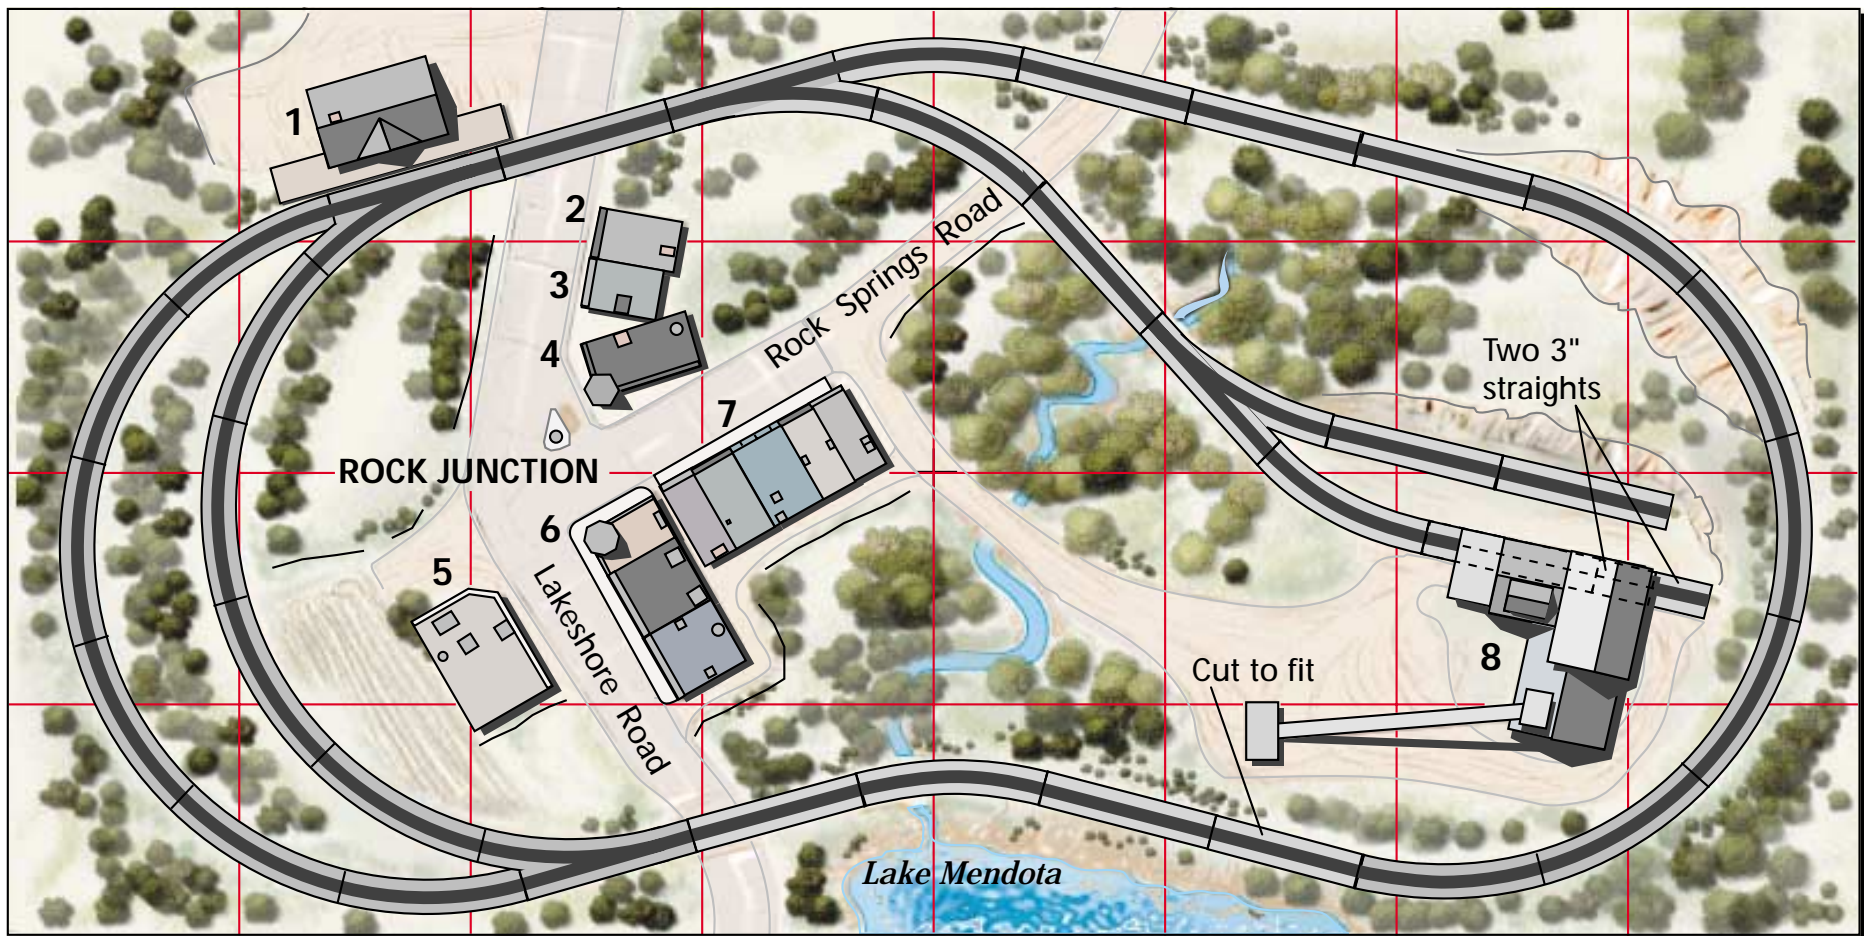 1
2
3
Rock Springs Road
4
Two 3"
straights
7
ROCK JUNCTION
6
5
Lakeshore Road
8
Cut to fit
Lake Mendota